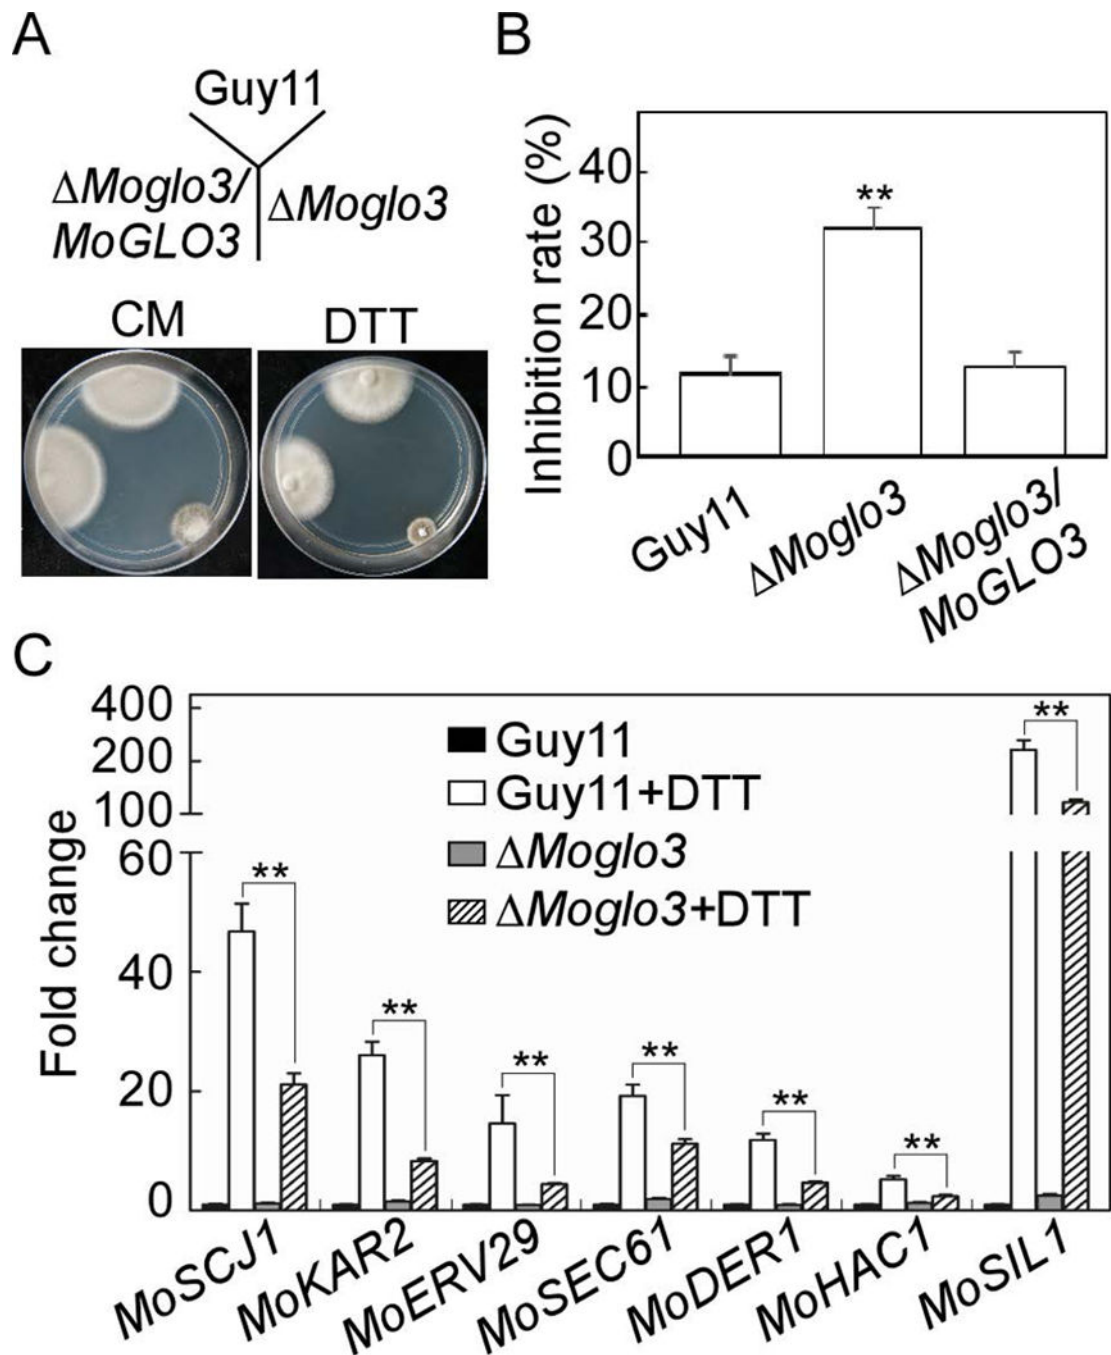 A
Guy11
ΔMoglo3/
MoGLO3
ΔMoglo3
CM
DTT
B
Inhibition rate (%)
40
30
20
10
0
**
Guy11
ΔMoglo3
ΔMoglo3/
MoGLO3
C
Fold change
400
200
100
60
40
20
0
Guy11
Guy11+DTT
ΔMoglo3
ΔMoglo3+DTT
**
**
**
**
**
**
**
MoSCJ1
MoKAR2
MoERV29
MoSEC61
MoDER1
MoHAC1
MoSIL1